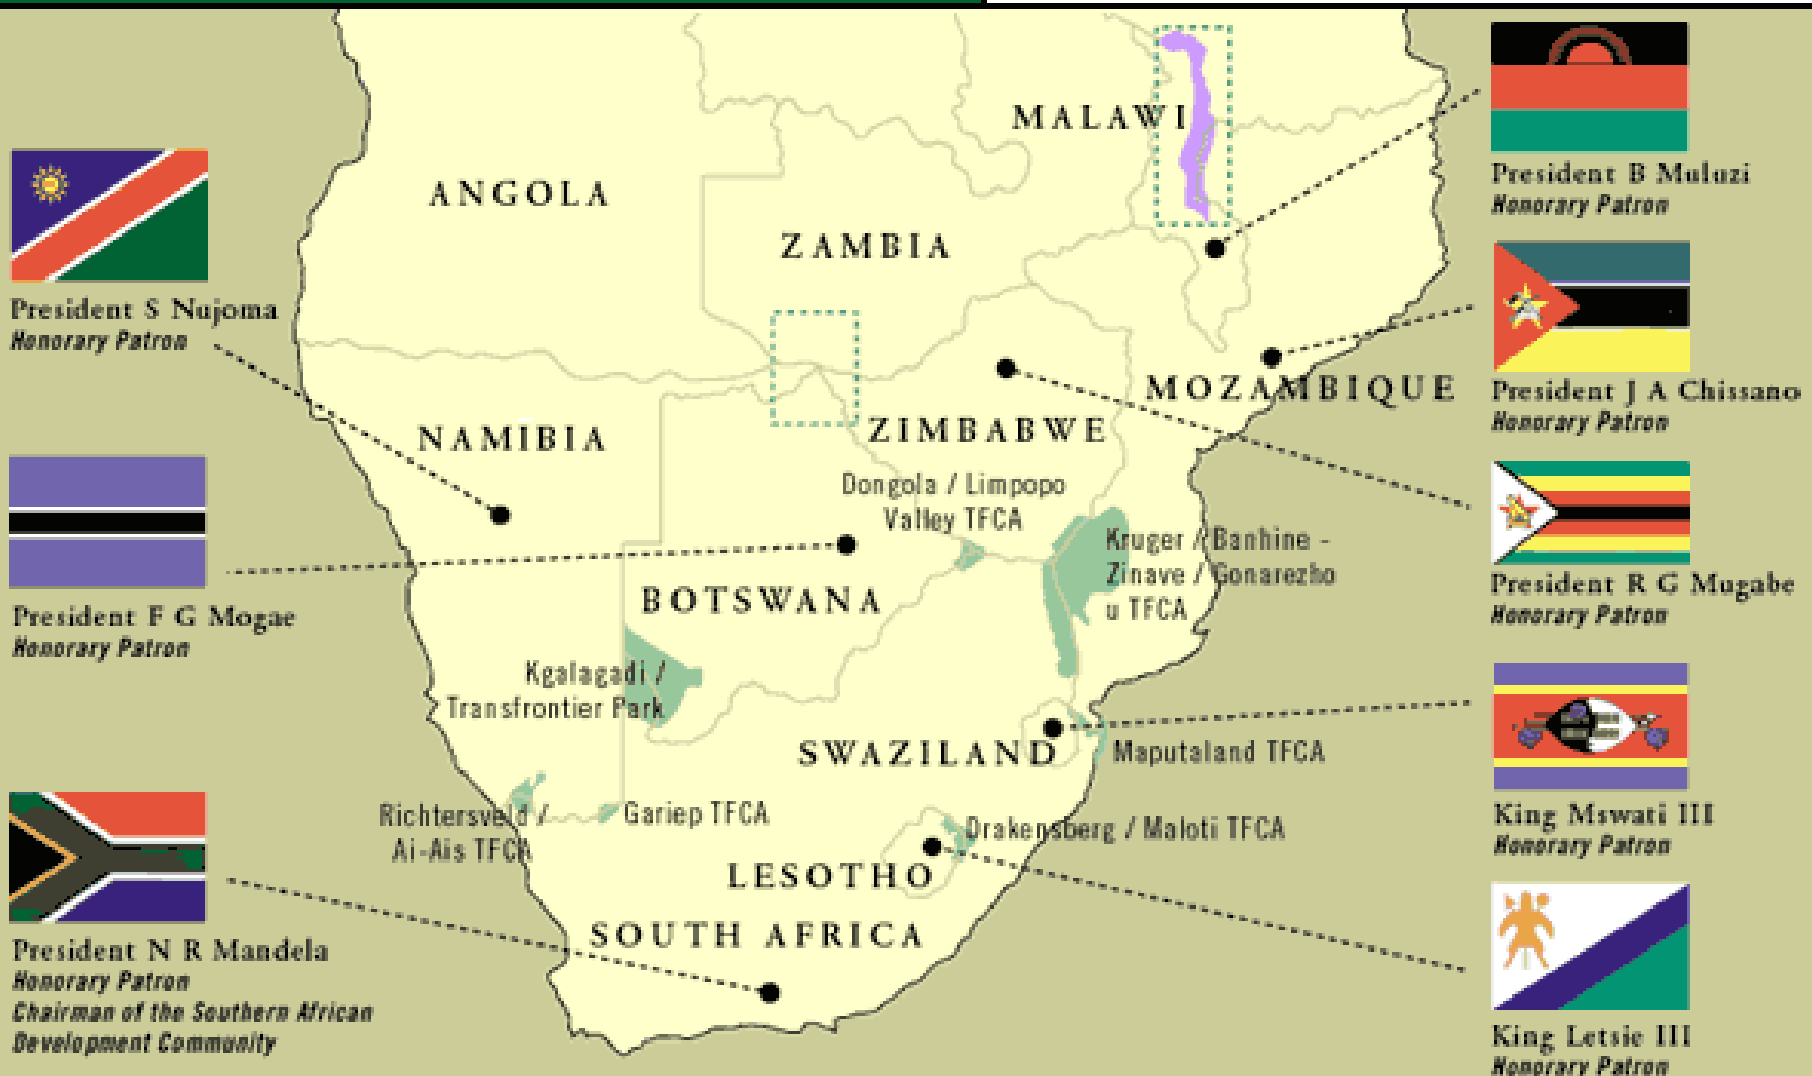 MALAWI
ANGOLA
ZAMBIA
MOZAMBIQUE
ZIMBABWE
NAMIBIA
Dongola / Limpopo
Valley TFCA
Kruger / Banhine -
Zinave / Gonarezho
u TFCA
BOTSWANA
Kgalagadi /
Transfrontier Park
SWAZILAND
Maputaland TFCA
Richtersveld /
Ai-Ais TFCA
Gariep TFCA
Drakensberg / Maloti TFCA
LESOTHO
SOUTH AFRICA
President S Nujoma
Honorary Patron
President F G Mogae
Honorary Patron
President N R Mandela
Honorary Patron
Chairman of the Southern African
Development Community
President B Muluzi
Honorary Patron
President J A Chissano
Honorary Patron
President R G Mugabe
Honorary Patron
King Mswati III
Honorary Patron
King Letsie III
Honorary Patron